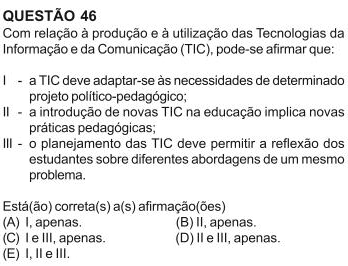 QUESTÃO 46
Com relação à produção e à utilização das Tecnologias da
Informação e da Comunicação (TIC), pode-se afirmar que:
I - a TIC deve adaptar-se às necessidades de determinado
projeto político-pedagógico;
II - a introdução de novas TIC na educação implica novas
práticas pedagógicas;
III - o planejamento das TIC deve permitir a reflexão dos
estudantes sobre diferentes abordagens de um mesmo
problema.
Está(ão) correta(s) a(s) afirmação(ões)
(A) I, apenas. (B) II, apenas.
(C) I e III, apenas. (D) II e III, apenas.
(E) I, II e III.